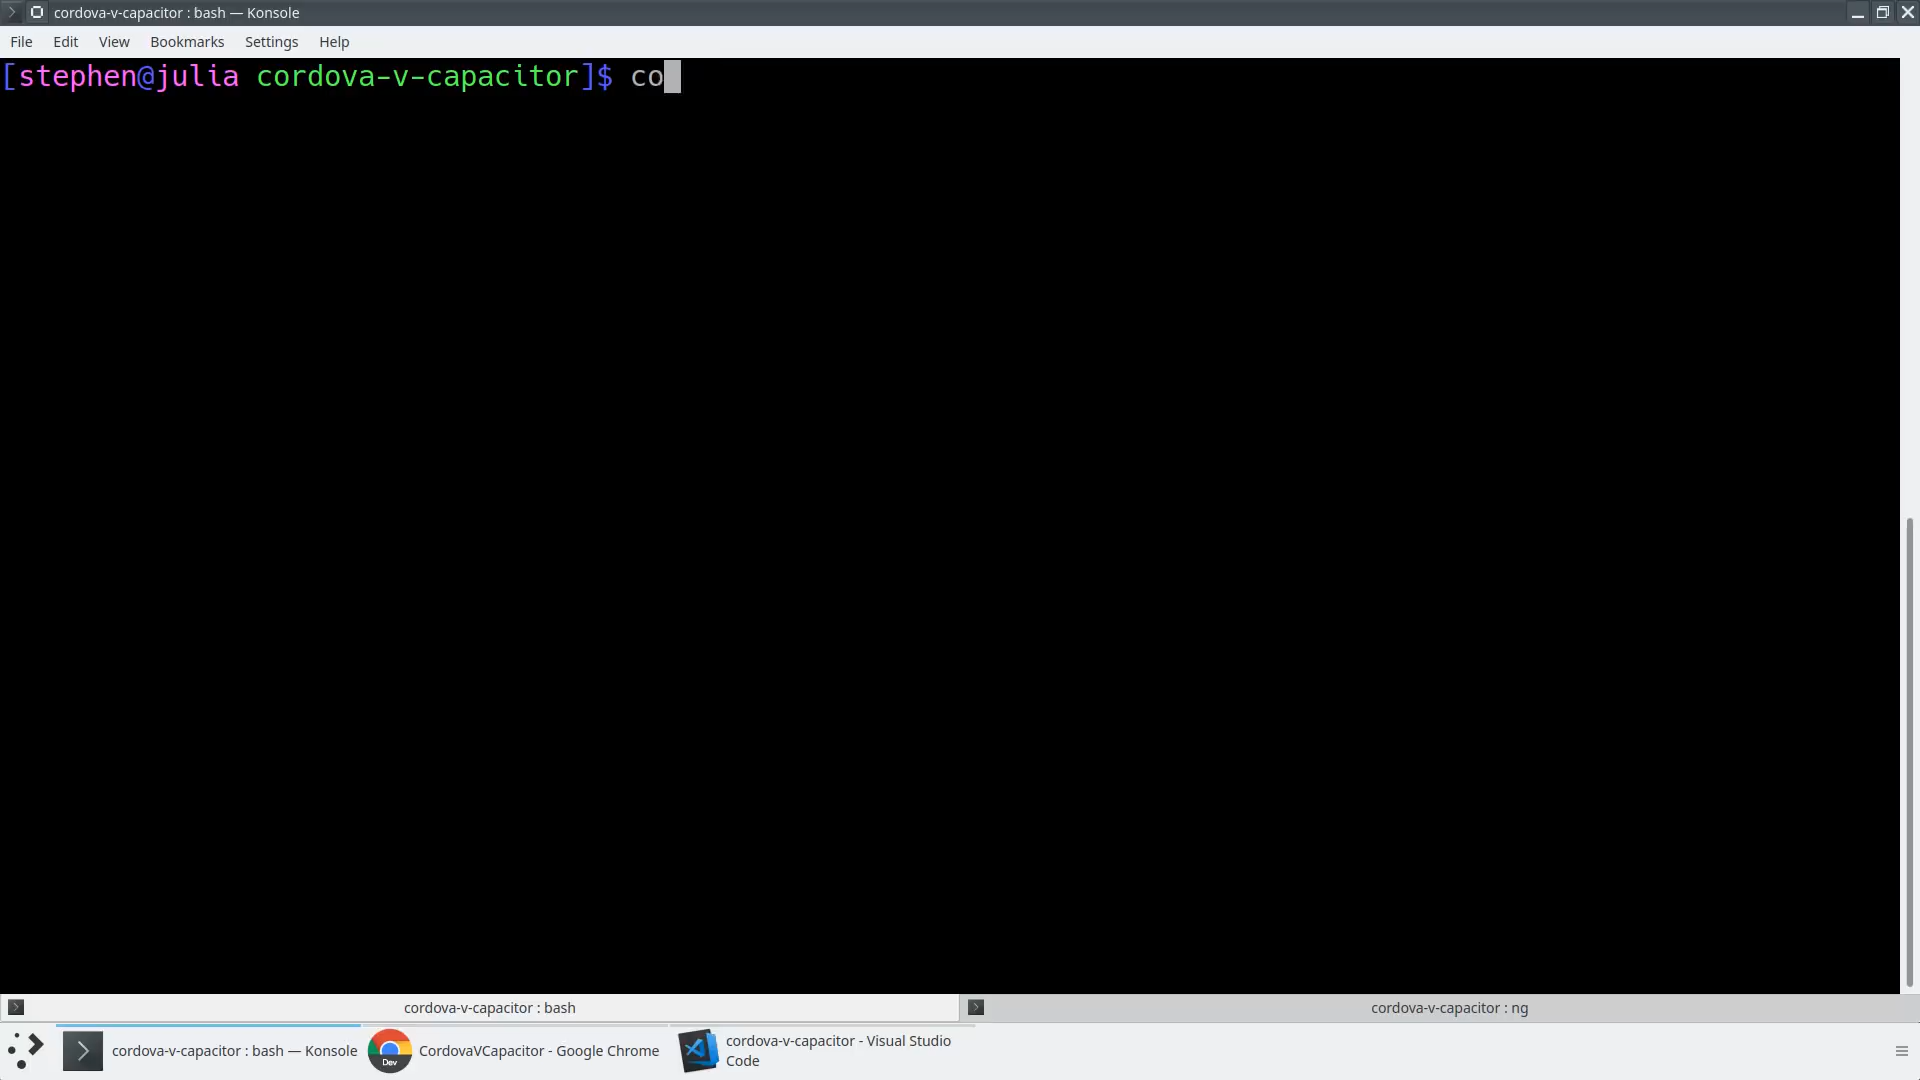 cordova-v-capacitor : bash — Konsole
File Edit View Bookmarks Settings Help
[stephen@julia cordova-v-capacitor]$ co
cordova-v-capacitor : bash cordova-v-capacitor : ng
cordova-v-capacitor : bash — Konsole
Dev
CordovaVCapacitor - Google Chrome
cordova-v-capacitor - Visual Studio
Code